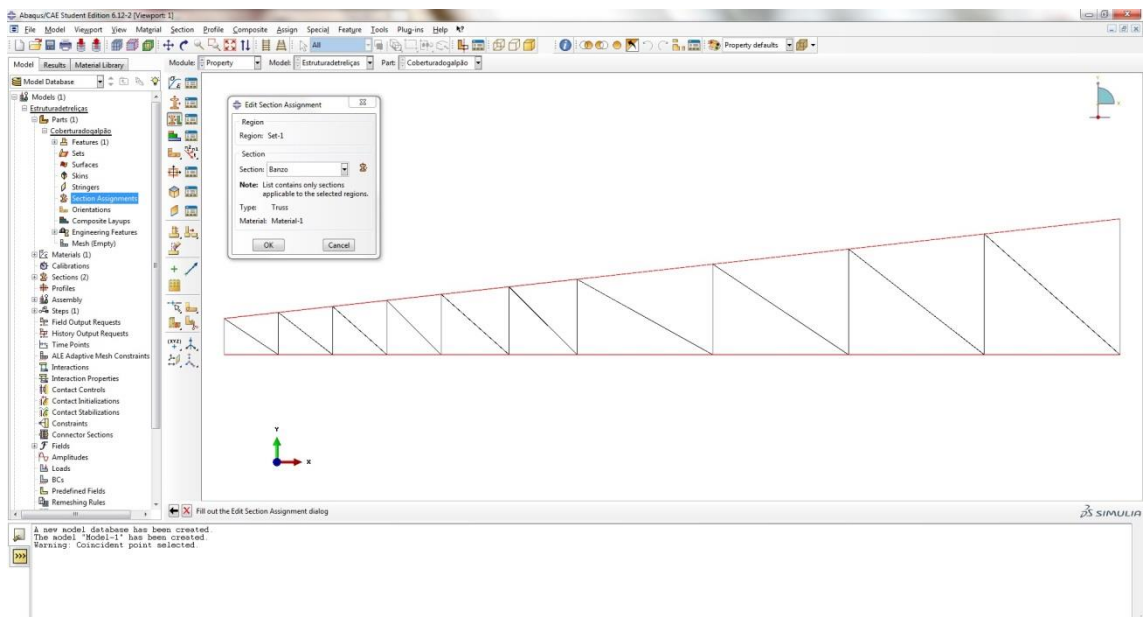 Abaqus/CAE Student Edition 6.12-2 [Viewport: 1]
File Model Viewport View Material Section Profile Composite Assign Special Feature Tools Plug-ins Help
All
Property defaults
Model Results Material Library
Module: Property Model: Estruturadetreliças Part: Coberturadogalpão
Model Database
Models (1)
Estruturadetreliças
Parts (1)
Coberturadogalpão
Features (1)
Sets
Surfaces
Skins
Stringers
Section Assignments
Orientations
Composite Layups
Engineering Features
Mesh (Empty)
Materials (1)
Calibrations
Sections (2)
Profiles
Assembly
Steps (1)
Field Output Requests
History Output Requests
Time Points
ALE Adaptive Mesh Constraints
Interactions
Interaction Properties
Contact Controls
Contact Initializations
Contact Stabilizations
Constraints
Connector Sections
Fields
Amplitudes
Loads
BCs
Predefined Fields
Remeshing Rules
Edit Section Assignment
Region
Region: Set-1
Section
Section: Banzo
Note: List contains only sections
applicable to the selected regions.
Type: Truss
Material: Material-1
OK Cancel
Y
X
Fill out the Edit Section Assignment dialog
SIMULIA
A new model database has been created.
The model "Model-1" has been created.
Warning: Coincident point selected.